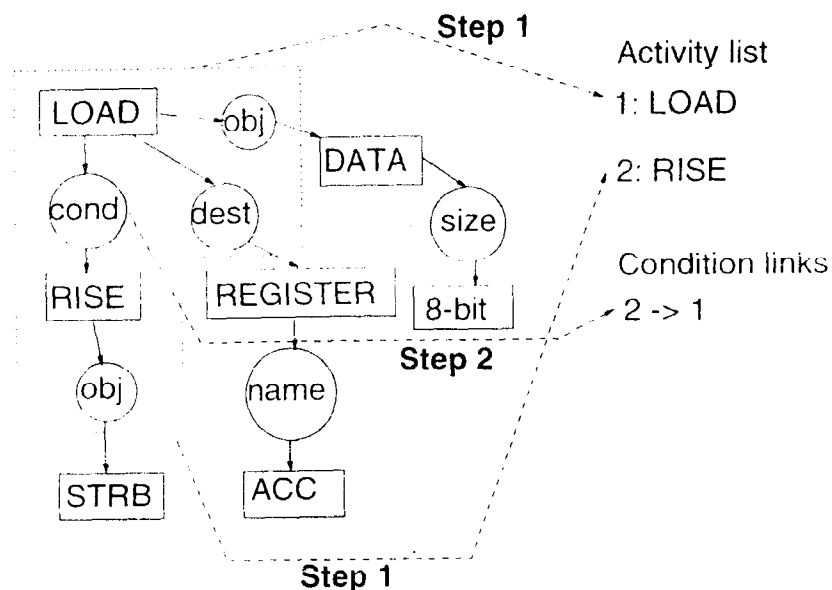 Step 1
Activity list
LOAD
obj
1: LOAD
DATA
2: RISE
cond
dest
size
Condition links
RISE
REGISTER
8-bit
2 -> 1
Step 2
obj
name
STRB
ACC
Step 1